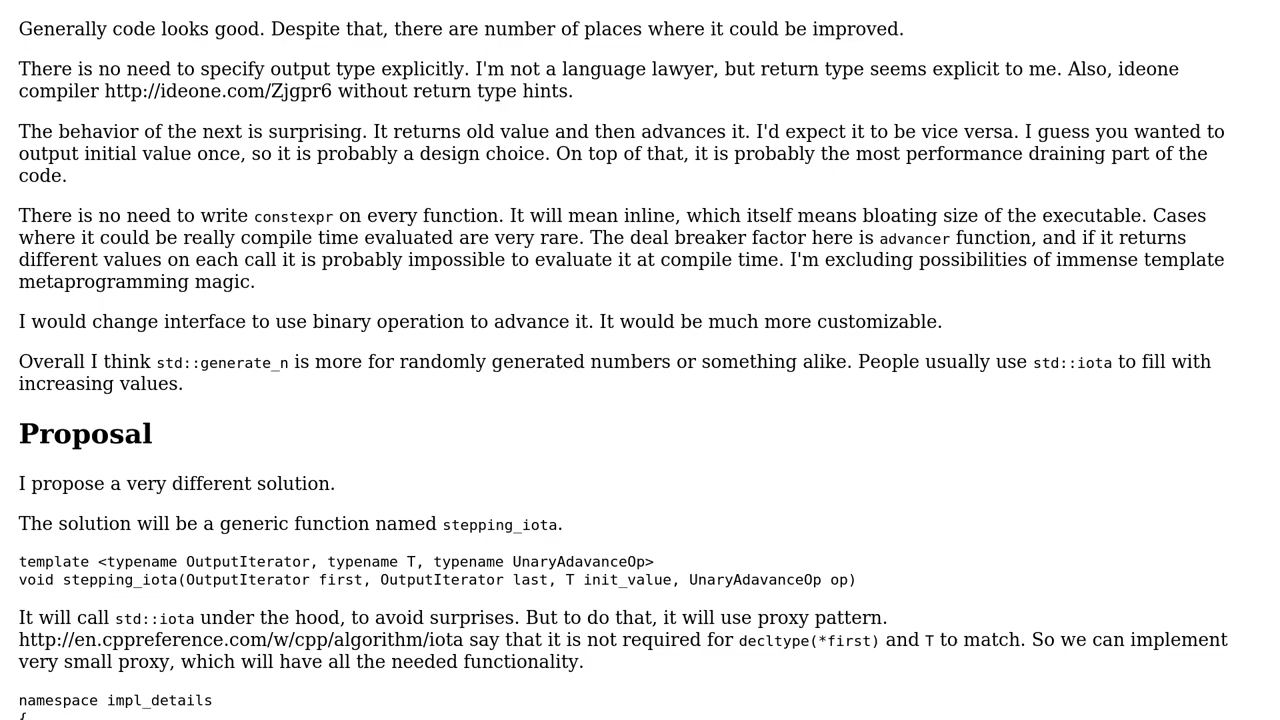 Generally code looks good. Despite that, there are number of places where it could be improved.
There is no need to specify output type explicitly. I'm not a language lawyer, but return type seems explicit to me. Also, ideone
compiler http://ideone.com/Zjgpr6 without return type hints.
The behavior of the next is surprising. It returns old value and then advances it. I'd expect it to be vice versa. I guess you wanted to
output initial value once, so it is probably a design choice. On top of that, it is probably the most performance draining part of the
code.
There is no need to write constexpr on every function. It will mean inline, which itself means bloating size of the executable. Cases
where it could be really compile time evaluated are very rare. The deal breaker factor here is advancer function, and if it returns
different values on each call it is probably impossible to evaluate it at compile time. I'm excluding possibilities of immense template
metaprogramming magic.
I would change interface to use binary operation to advance it. It would be much more customizable.
Overall I think std::generate_n is more for randomly generated numbers or something alike. People usually use std::iota to fill with
increasing values.
Proposal
I propose a very different solution.
The solution will be a generic function named stepping_iota.
template <typename OutputIterator, typename T, typename UnaryAdavanceOp>
void stepping_iota(OutputIterator first, OutputIterator last, T init_value, UnaryAdavanceOp op)
It will call std::iota under the hood, to avoid surprises. But to do that, it will use proxy pattern.
http://en.cppreference.com/w/cpp/algorithm/iota say that it is not required for decltype(*first) and T to match. So we can implement
very small proxy, which will have all the needed functionality.
namespace impl_details
{